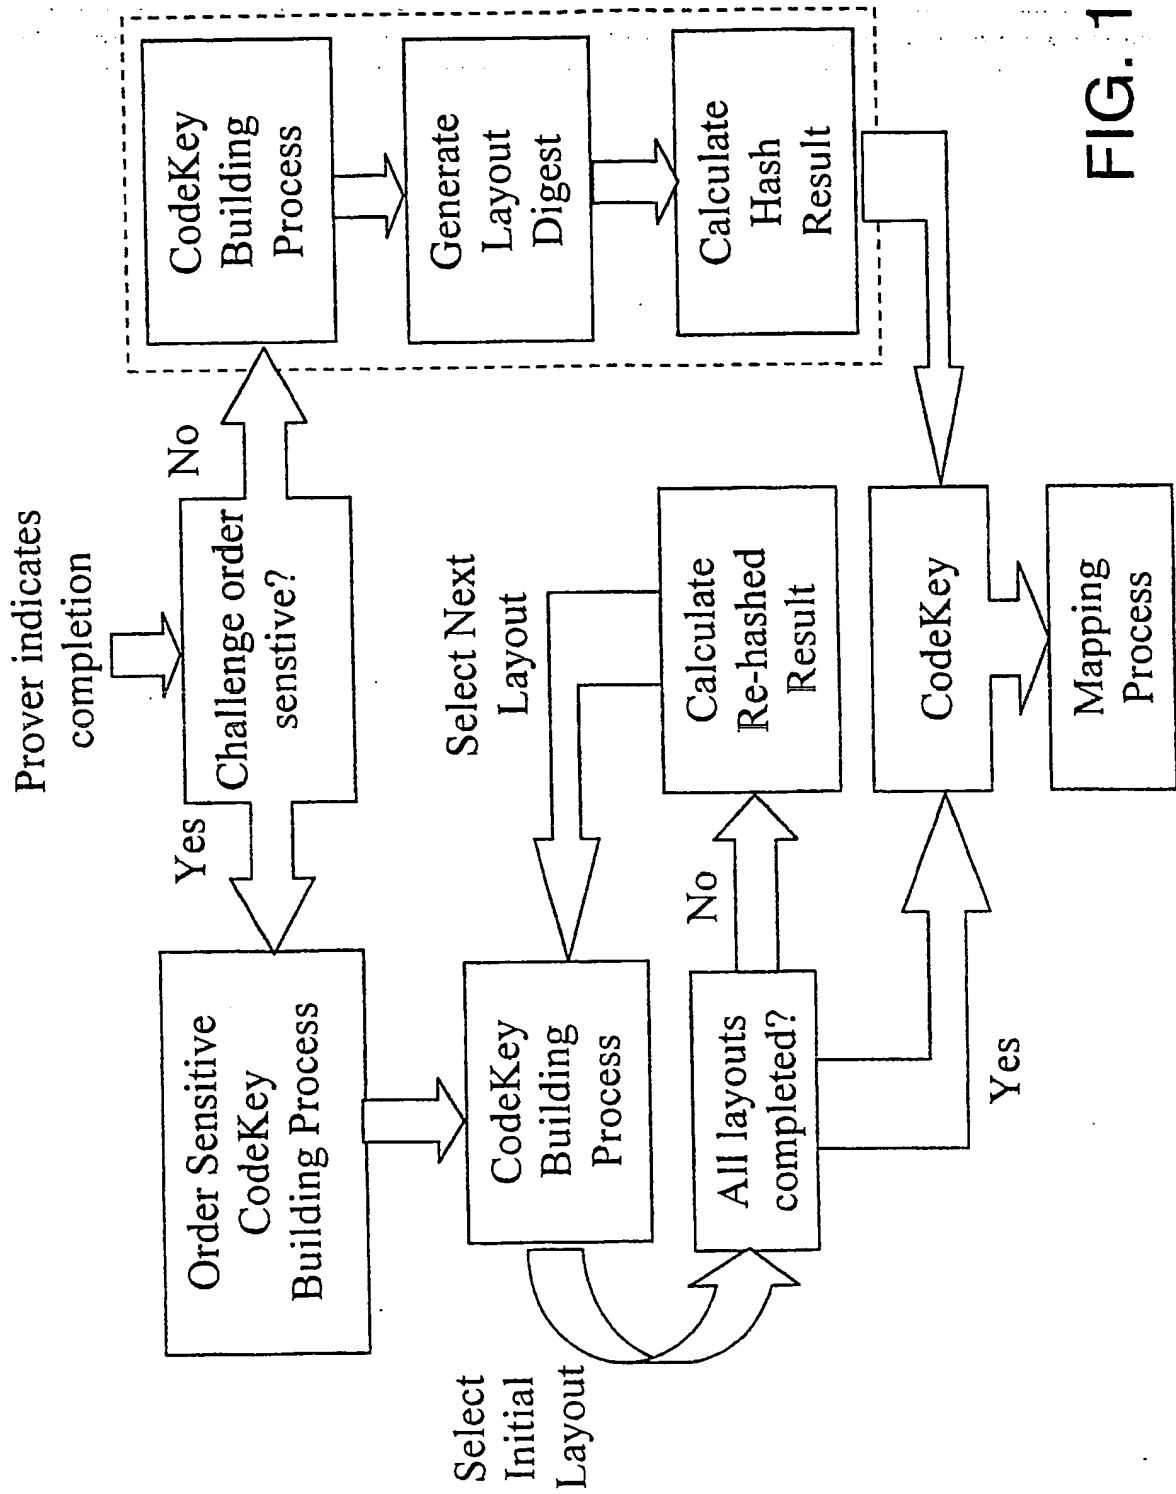 Prover indicates
completion
Challenge order
senstive?
Yes
No
Order Sensitive
CodeKey
Building Process
CodeKey
Building
Process
Generate
Layout
Digest
Calculate
Hash
Result
Select Next
Layout
CodeKey
Building
Process
Select
Initial
Layout
All layouts
completed?
No
Yes
Calculate
Re-hashed
Result
CodeKey
Mapping
Process
FIG. 1